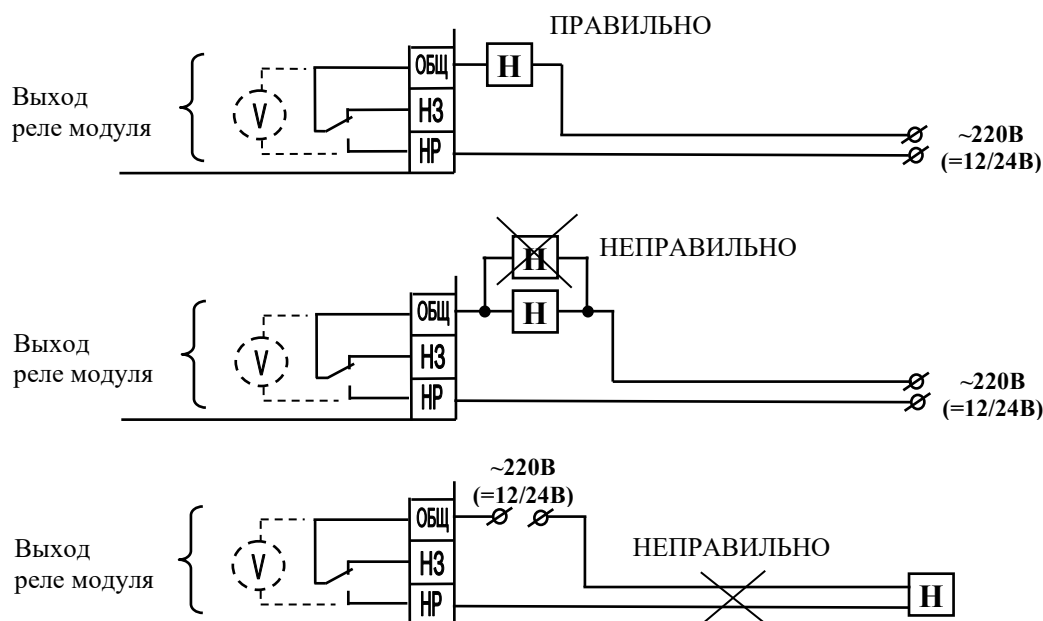 ПРАВИЛЬНО
ОБЩ
Н
Выход
реле модуля
V
НЗ
НР
~220В
(=12/24В)
НЕПРАВИЛЬНО
Н
ОБЩ
Н
Выход
реле модуля
V
НЗ
НР
~220В
(=12/24В)
~220В
(=12/24В)
ОБЩ
Выход
реле модуля
V
НЗ
НЕПРАВИЛЬНО
НР
Н